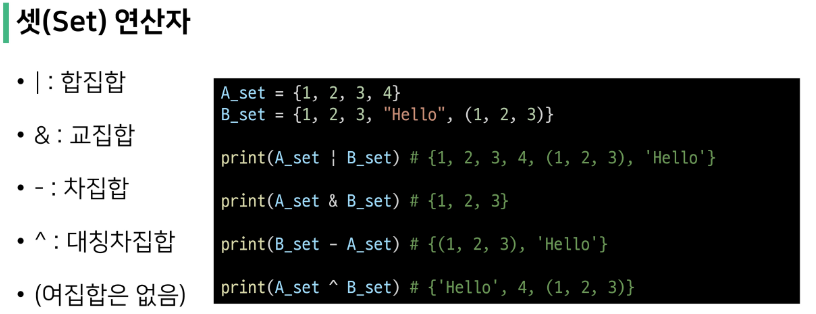 셋(Set) 연산자
• | : 합집합
• & : 교집합
• - : 차집합
• ^ : 대칭차집합
• (여집합은 없음)
A_set = {1, 2, 3, 4}
B_set = {1, 2, 3, "Hello", (1, 2, 3)}
print(A_set | B_set) # {1, 2, 3, 4, (1, 2, 3), 'Hello'}
print(A_set & B_set) # {1, 2, 3}
print(B_set - A_set) # {(1, 2, 3), 'Hello'}
print(A_set ^ B_set) # {'Hello', 4, (1, 2, 3)}